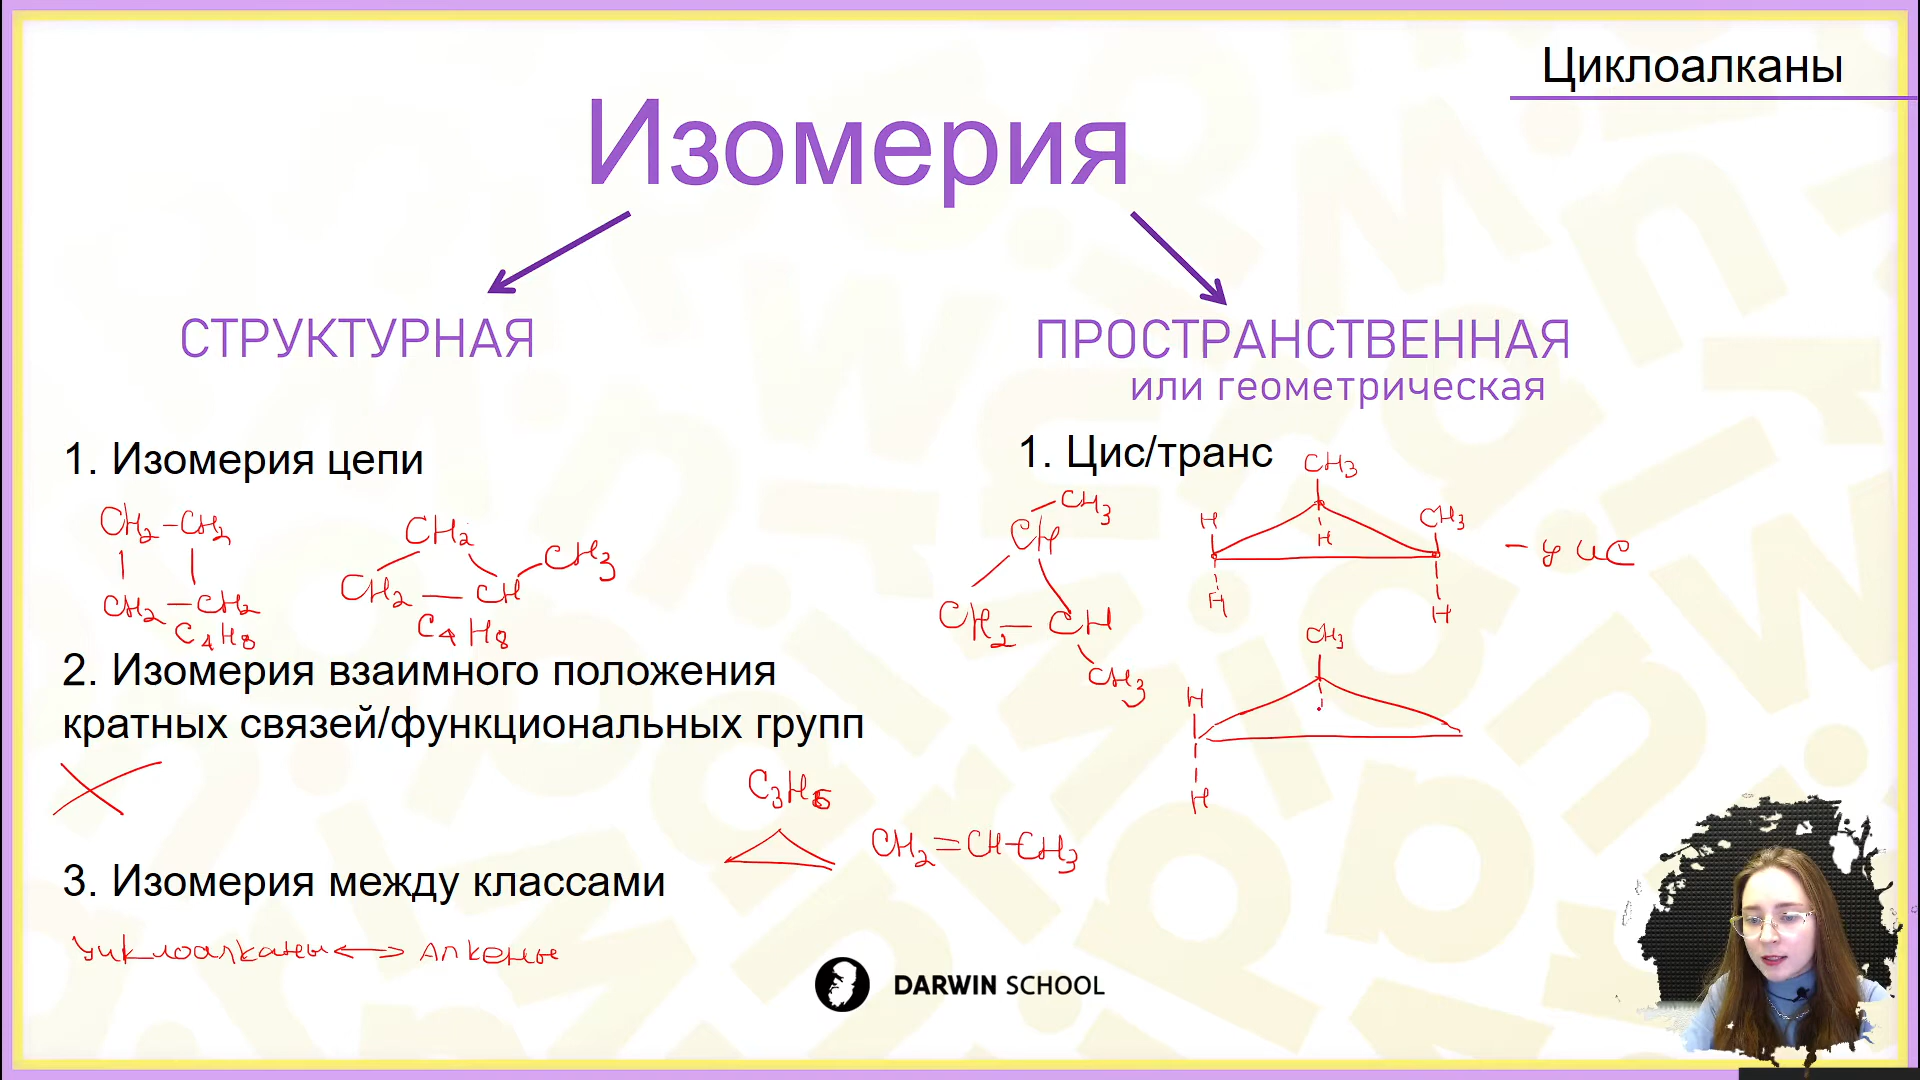 Циклоалканы
Изомерия
СТРУКТУРНАЯ
1. Изомерия цепи
CH2-CH2
CH2-CH2
C4H8
CH2
CH2-CH-CH3
C4H8
2. Изомерия взаимного положения
кратных связей/функциональных групп
3. Изомерия между классами
Циклоалканы <-> Алкены
C3H6
CH2=CH-CH3
ПРОСТРАНСТВЕННАЯ
или геометрическая
1. Цис/транс
CH3
CH
CH2-CH
CH3
CH3
H
H
CH3
H
H
- цис
CH3
H
H
DARWIN SCHOOL